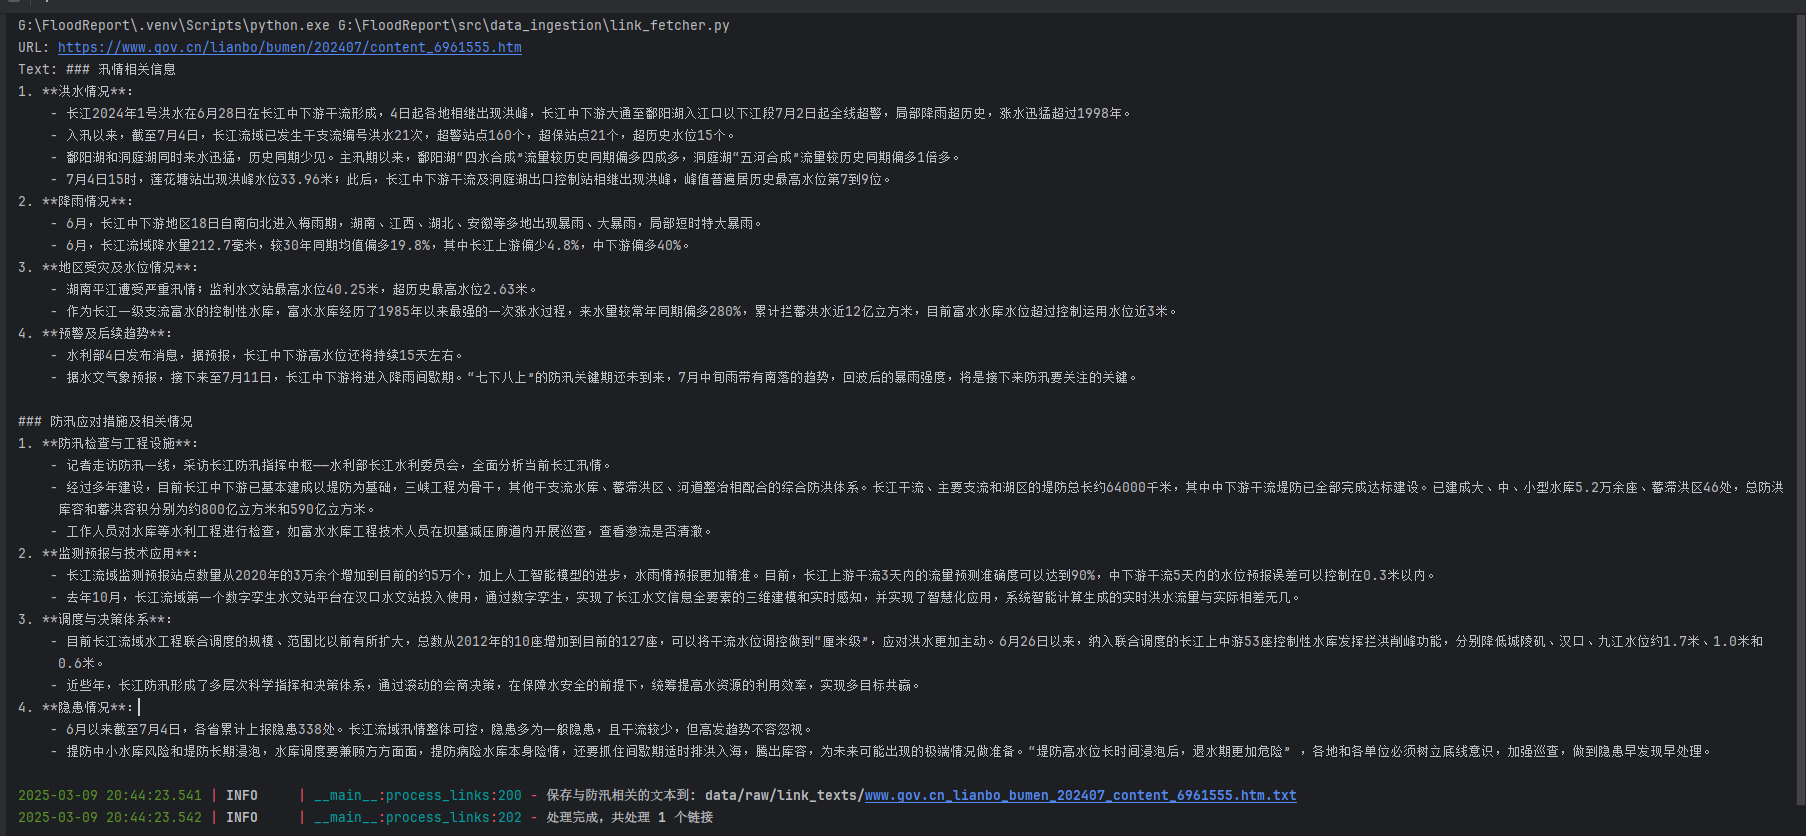 G:\FloodReport\.venv\Scripts\python.exe G:\FloodReport\src\data_ingestion\link_fetcher.py
URL: https://www.gov.cn/lianbo/bumen/202407/content_6961555.htm
Text: ### 汛情相关信息
1. **洪水情况**:
- 长江2024年1号洪水在6月28日在长江中下游干流形成，4日起各地相继出现洪峰，长江中下游大通至鄱阳湖入江口以下江段7月2日起全线超警，局部降雨超历史，涨水迅猛超过1998年。
- 入汛以来，截至7月4日，长江流域已发生干支流编号洪水21次，超警站点160个，超保站点21个，超历史水位15个。
- 鄱阳湖和洞庭湖同时来水迅猛，历史同期少见。主汛期以来，鄱阳湖“四水合成”流量较历史同期偏多四成多，洞庭湖“五河合成”流量较历史同期偏多1倍多。
- 7月4日15时，莲花塘站出现洪峰水位33.96米；此后，长江中下游干流及洞庭湖出口控制站相继出现洪峰，峰值普遍居历史最高水位第7到9位。
2. **降雨情况**:
- 6月，长江中下游地区18日自南向北进入梅雨期，湖南、江西、湖北、安徽等多地出现暴雨、大暴雨，局部短时特大暴雨。
- 6月，长江流域降水量212.7毫米，较30年同期均值偏多19.8%，其中长江上游偏少4.8%，中下游偏多40%。
3. **地区受灾及水位情况**:
- 湖南平江遭受严重汛情；监利水文站最高水位40.25米，超历史最高水位2.63米。
- 作为长江一级支流富水的控制性水库，富水水库经历了1985年以来最强的一次涨水过程，来水量较常年同期偏多280%，累计拦蓄洪水近12亿立方米，目前富水水库水位超过控制运用水位近3米。
4. **预警及后续趋势**:
- 水利部4日发布消息，据预报，长江中下游高水位还将持续15天左右。
- 据水文气象预报，接下来至7月11日，长江中下游将进入降雨间歇期。“七下八上”的防汛关键期还未到来，7月中旬雨带有南落的趋势，回波后的暴雨强度，将是接下来防汛要关注的关键。
### 防汛应对措施及相关情况
1. **防汛检查与工程设施**:
- 记者走访防汛一线，采访长江防汛指挥中枢——水利部长江水利委员会，全面分析当前长江汛情。
- 经过多年建设，目前长江中下游已基本建成以堤防为基础，三峡工程为骨干，其他干支流水库、蓄滞洪区、河道整治相配合的综合防洪体系。长江干流、主要支流和湖区的堤防总长约64000千米，其中中下游干流堤防已全部完成达标建设。已建成大、中、小型水库5.2万余座、蓄滞洪区46处，总防洪
库容和蓄洪容积分别为约800亿立方米和590亿立方米。
- 工作人员对水库等水利工程进行检查，如富水水库工程技术人员在坝基减压廊道内开展巡查，查看渗流是否清澈。
2. **监测预报与技术应用**:
- 长江流域监测预报站点数量从2020年的3万余个增加到目前的约5万个，加上人工智能模型的进步，水雨情预报更加精准。目前，长江上游干流3天内的流量预测准确度可以达到90%，中下游干流5天内的水位预报误差可以控制在0.3米以内。
- 去年10月，长江流域第一个数字孪生水文站平台在汉口水文站投入使用，通过数字孪生，实现了长江水文信息全要素的三维建模和实时感知，并实现了智慧化应用，系统智能计算生成的实时洪水流量与实际相差无几。
3. **调度与决策体系**:
- 目前长江流域水工程联合调度的规模、范围比以前有所扩大，总数从2012年的10座增加到目前的127座，可以将干流水位调控做到“厘米级”，应对洪水更加主动。6月26日以来，纳入联合调度的长江上中游53座控制性水库发挥拦洪削峰功能，分别降低城陵矶、汉口、九江水位约1.7米、1.0米和
0.6米。
- 近些年，长江防汛形成了多层次科学指挥和决策体系，通过滚动的会商决策，在保障水安全的前提下，统筹提高水资源的利用效率，实现多目标共赢。
4. **隐患情况**:
- 6月以来截至7月4日，各省累计上报隐患338处。长江流域汛情整体可控，隐患多为一般隐患，且干流较少，但高发趋势不容忽视。
- 提防中小水库风险和堤防长期浸泡，水库调度要兼顾方方面面，提防病险水库本身险情，还要抓住间歇期适时排洪入海，腾出库容，为未来可能出现的极端情况做准备。“堤防高水位长时间浸泡后，退水期更加危险” ，各地和各单位必须树立底线意识，加强巡查，做到隐患早发现早处理。
2025-03-09 20:44:23.541 | INFO     | __main__:process_links:200 - 保存与防汛相关的文本到: data/raw/link_texts/www.gov.cn_lianbo_bumen_202407_content_6961555.htm.txt
2025-03-09 20:44:23.542 | INFO     | __main__:process_links:202 - 处理完成，共处理 1 个链接